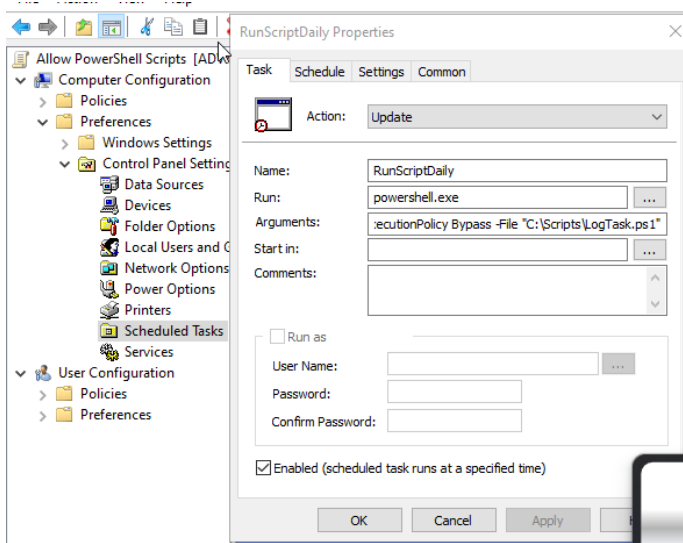 RunScriptDaily Properties
Allow PowerShell Scripts [AD
Computer Configuration
Policies
Preferences
Windows Settings
Control Panel Setting
Data Sources
Devices
Folder Options
Local Users and G
Network Options
Power Options
Printers
Scheduled Tasks
Services
User Configuration
Policies
Preferences
Task Schedule Settings Common
Action: Update
Name: RunScriptDaily
Run: powershell.exe ...
Arguments: :ecutionPolicy Bypass -File "C:\Scripts\LogTask.ps1"
Start in: ...
Comments:
Run as
User Name: ...
Password:
Confirm Password:
Enabled (scheduled task runs at a specified time)
OK Cancel Apply